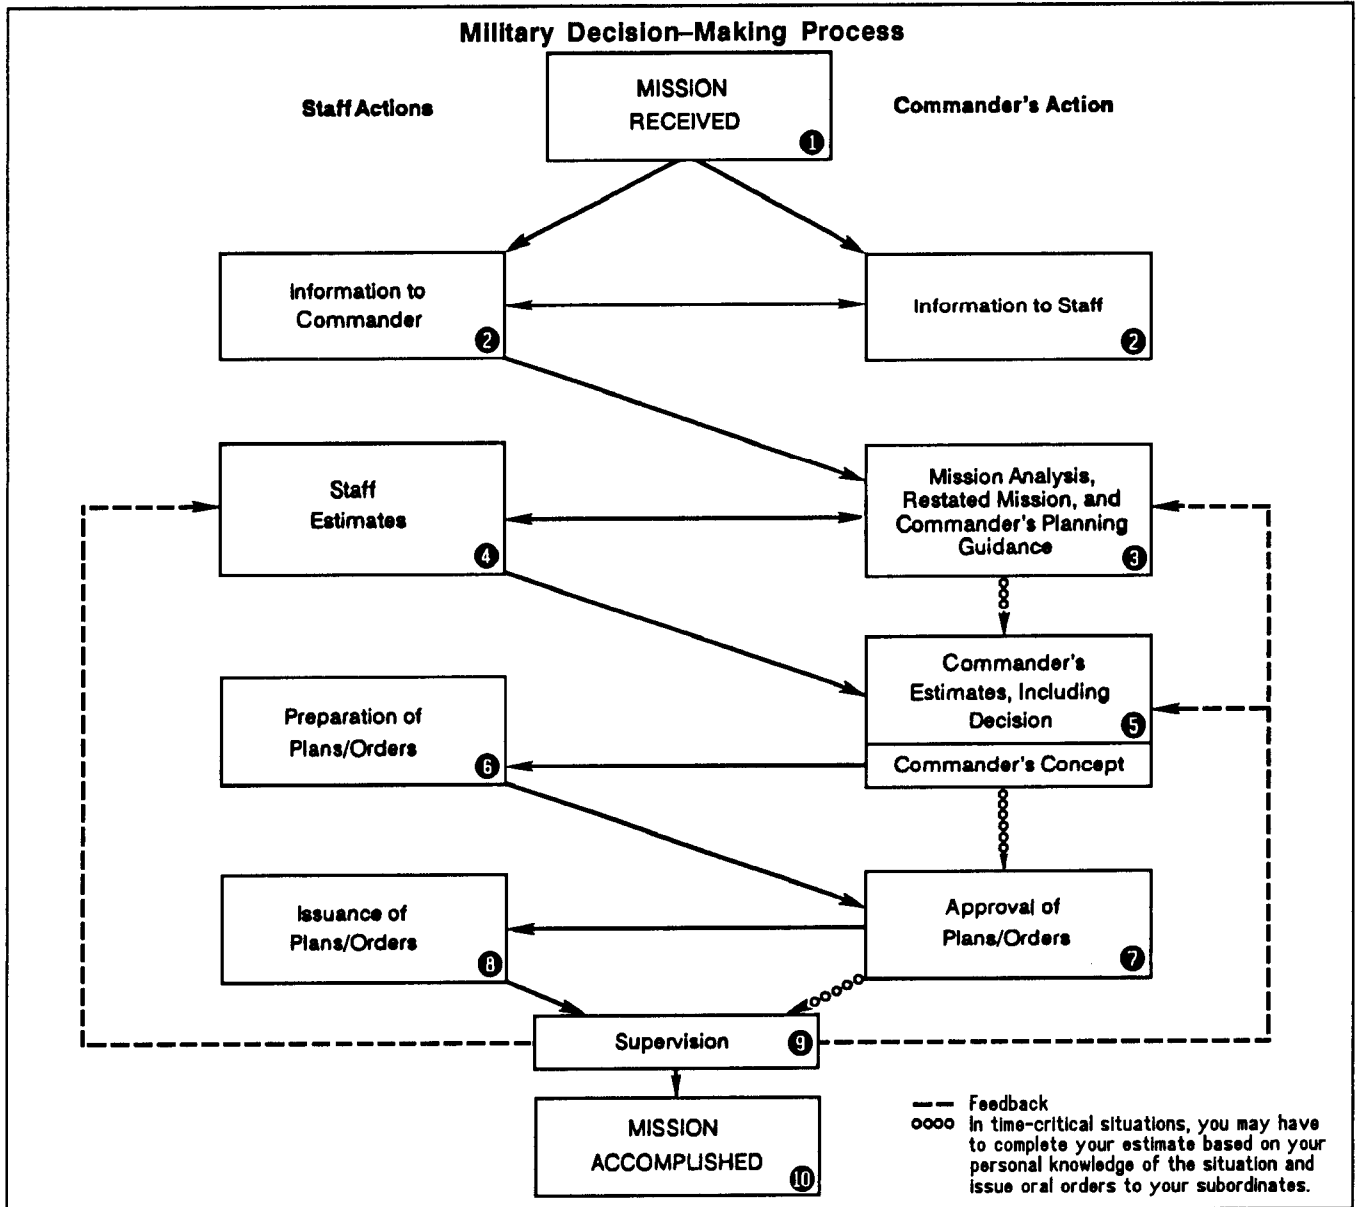 Military Decision–Making Process
Staff Actions
Commander's Action
MISSION
RECEIVED
1
Information to
Commander
2
Information to Staff
2
Staff
Estimates
4
Mission Analysis,
Restated Mission, and
Commander's Planning
Guidance
3
Commander's
Estimates, Including
Decision
5
Commander's Concept
Preparation of
Plans/Orders
6
Approval of
Plans/Orders
7
Issuance of
Plans/Orders
8
Supervision
9
MISSION
ACCOMPLISHED
10
Feedback
In time-critical situations, you may have
to complete your estimate based on your
personal knowledge of the situation and
issue oral orders to your subordinates.